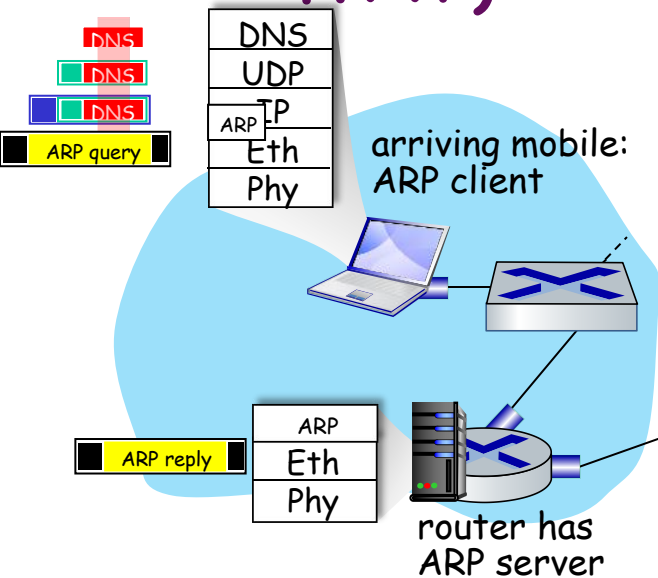 DNS
DNS
DNS
ARP query
DNS
UDP
IP
ARP
Eth
Phy
arriving mobile:
ARP client
ARP reply
ARP
Eth
Phy
router has
ARP server